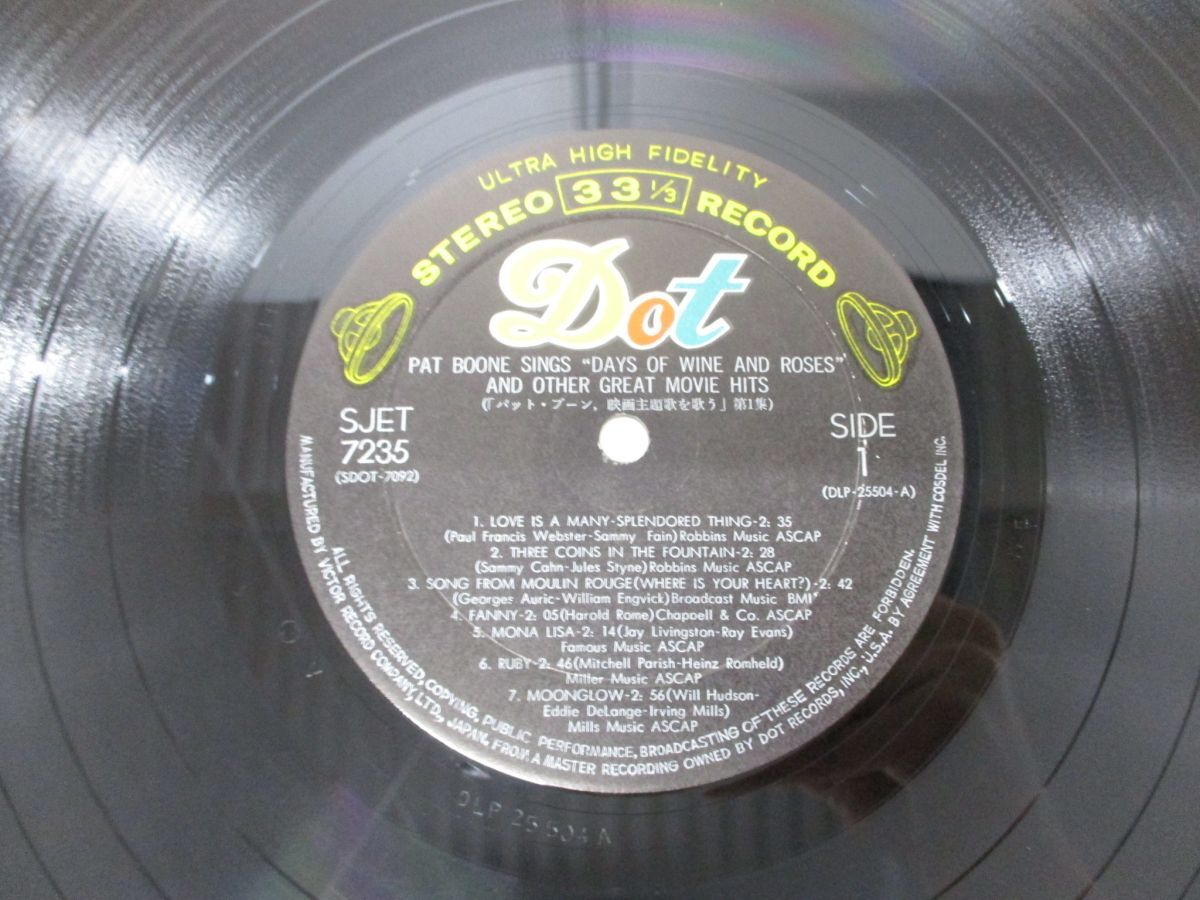 ULTRA HIGH FIDELITY
STEREO 33 1/3 RECORD
Dot
PAT BOONE SINGS “DAYS OF WINE AND ROSES”
AND OTHER GREAT MOVIE HITS
(「パット・ブーン，映画主題歌を歌う」第1集)
SJET
7235
(SDOT-7092)
SIDE
1
(DLP-25504-A)
1. LOVE IS A MANY-SPLENDORED THING-2: 35
(Paul Francis Webster-Sammy Fain)Robbins Music ASCAP
2. THREE COINS IN THE FOUNTAIN-2: 28
(Sammy Cahn-Jules Styne)Robbins Music ASCAP
3. SONG FROM MOULIN ROUGE(WHERE IS YOUR HEART?)-2: 42
(Georges Auric-William Engvick)Broadcast Music BMI
4. FANNY-2: 05(Harold Rome)Chappell & Co. ASCAP
5. MONA LISA-2: 14(Jay Livingston-Ray Evans)
Famous Music ASCAP
6. RUBY-2: 46(Mitchell Parish-Heinz Romheld)
Miller Music ASCAP
7. MOONGLOW-2: 56(Will Hudson-
Eddie DeLange-Irving Mills)
Mills Music ASCAP
ALL RIGHTS RESERVED COPYING, PUBLIC PERFORMANCE, BROADCASTING OF THESE RECORDS ARE FORBIDDEN.
MANUFACTURED BY VICTOR RECORD COMPANY, LTD., JAPAN, FROM A MASTER RECORDING OWNED BY DOT RECORDS, INC., U.S.A. BY AGREEMENT WITH COSDEL INC.
DLP 25504 A